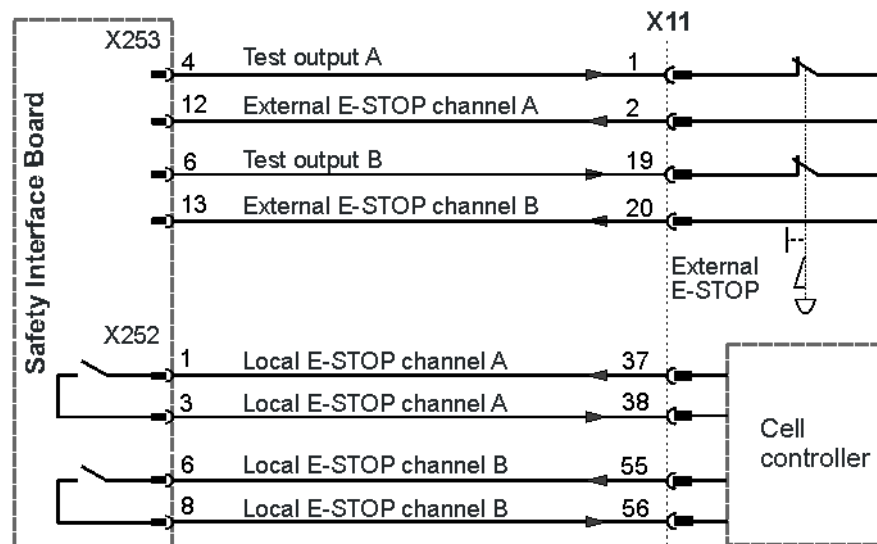 X11
X253
4 Test output A 1
12 External E-STOP channel A 2
6 Test output B 19
13 External E-STOP channel B 20
External
E-STOP
Safety Interface Board
X252
1 Local E-STOP channel A 37
3 Local E-STOP channel A 38
6 Local E-STOP channel B 55
8 Local E-STOP channel B 56
Cell
controller